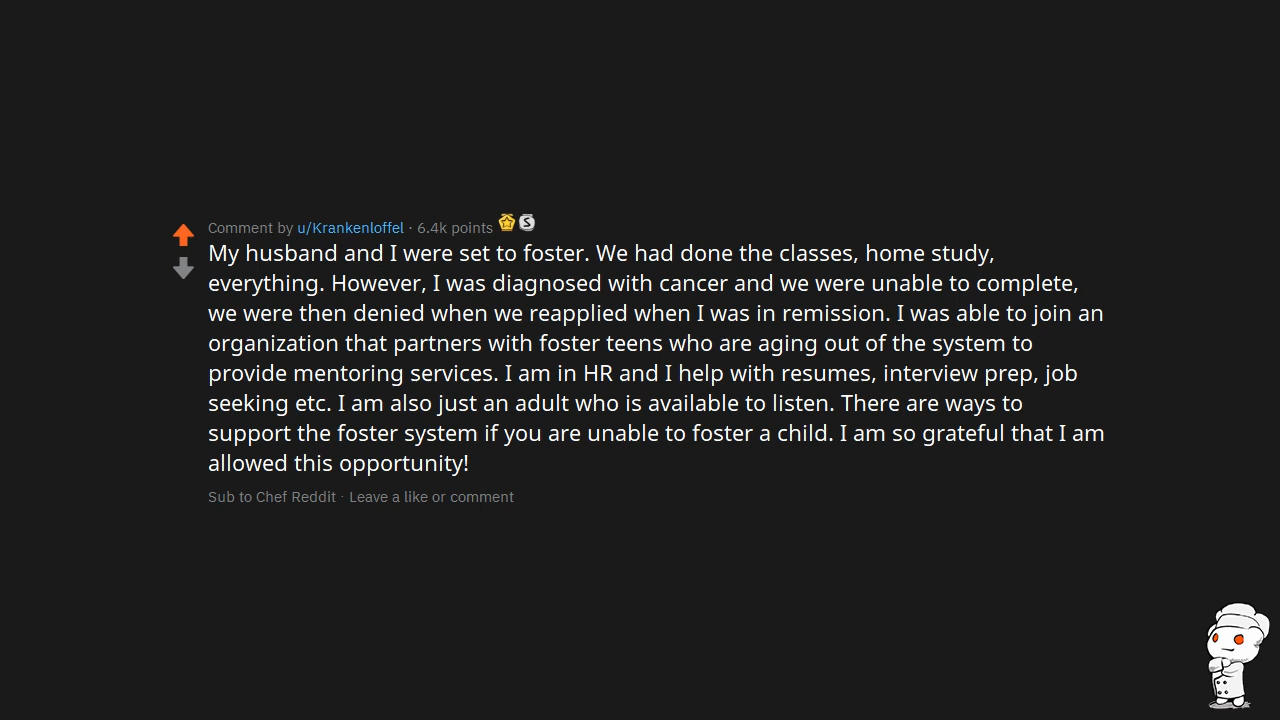 Comment by u/Krankenloffel · 6.4k points
My husband and I were set to foster. We had done the classes, home study,
everything. However, I was diagnosed with cancer and we were unable to complete,
we were then denied when we reapplied when I was in remission. I was able to join an
organization that partners with foster teens who are aging out of the system to
provide mentoring services. I am in HR and I help with resumes, interview prep, job
seeking etc. I am also just an adult who is available to listen. There are ways to
support the foster system if you are unable to foster a child. I am so grateful that I am
allowed this opportunity!
Sub to Chef Reddit · Leave a like or comment